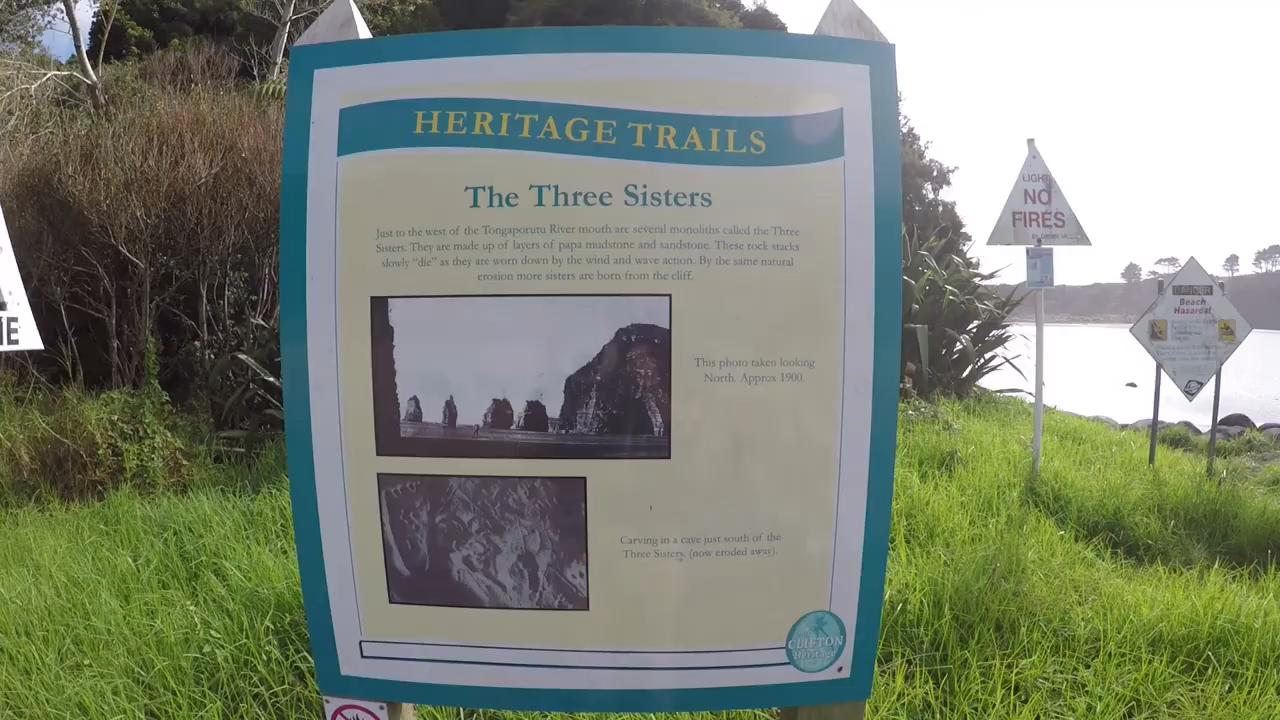 HERITAGE TRAILS
The Three Sisters
Just to the west of the Tongaporutu River mouth are several monoliths called the Three
Sisters. They are made up of layers of papa mudstone and sandstone. These rock stacks
slowly “die” as they are worn down by the wind and wave action. By the same natural
erosion more sisters are born from the cliff.
This photo taken looking
North. Approx 1900.
Carving in a cave just south of the
Three Sisters, (now eroded away).
CLIFTON
Heritage
LIGHT
NO
FIRES
DANGER
Beach
Hazards!